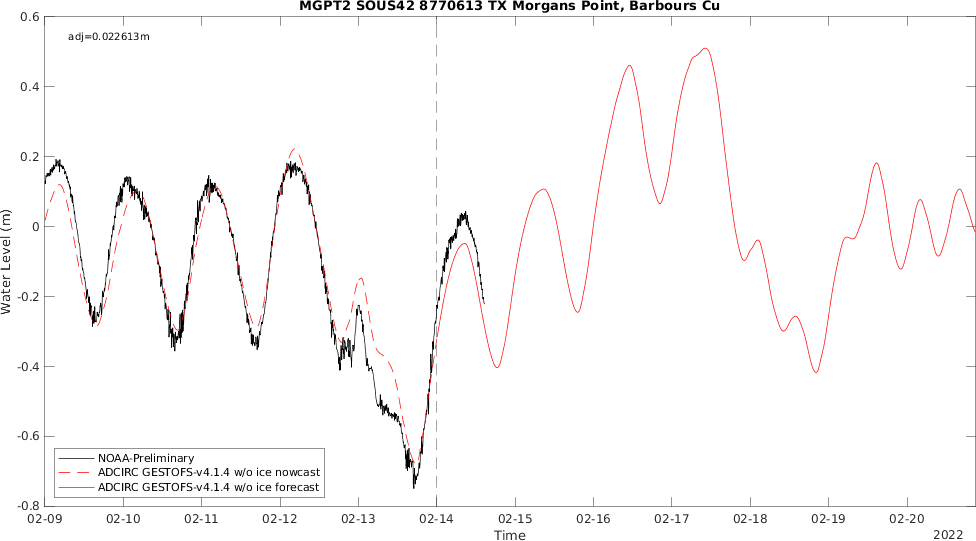 MGPT2 SOUS42 8770613 TX Morgans Point, Barbours Cu
adj=0.022613m
0.6
0.4
0.2
0
-0.2
-0.4
-0.6
-0.8
Water Level (m)
NOAA-Preliminary
ADCIRC GESTOFS-v4.1.4 w/o ice nowcast
ADCIRC GESTOFS-v4.1.4 w/o ice forecast
02-09 02-10 02-11 02-12 02-13 02-14 02-15 02-16 02-17 02-18 02-19 02-20
Time
2022